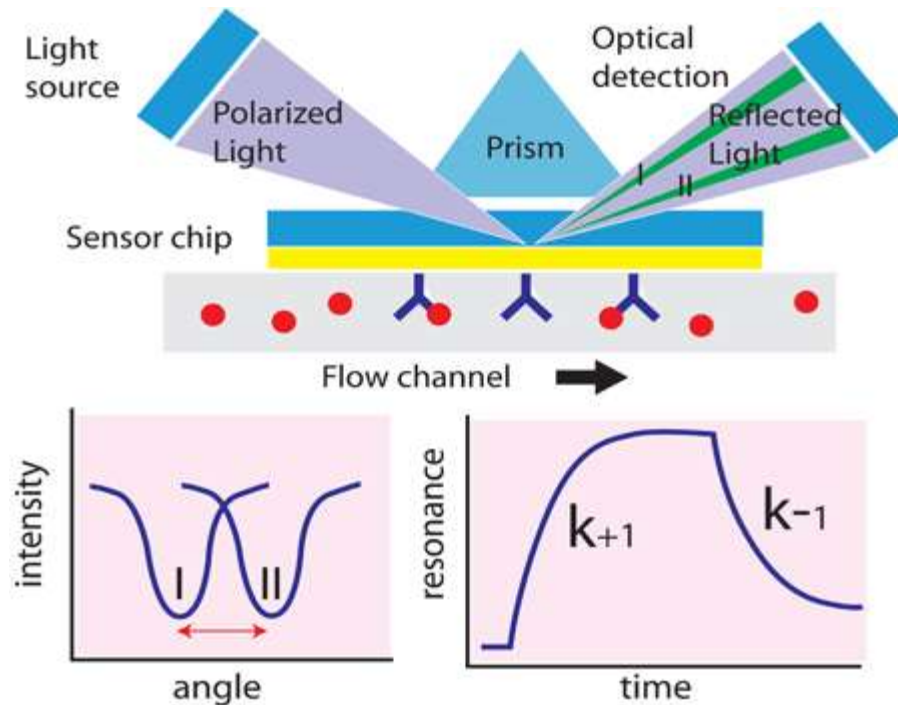 Light
source
Polarized
Light
Prism
Optical
detection
Reflected
Light
I
II
Sensor chip
Flow channel
intensity
I
II
angle
resonance
k+1
k-1
time